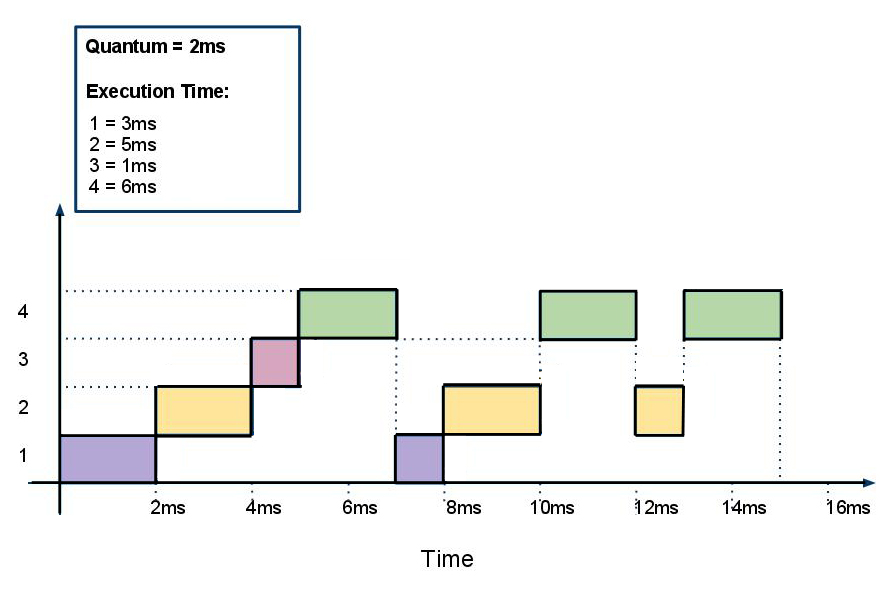 Quantum = 2ms
Execution Time:
1 = 3ms
2 = 5ms
3 = 1ms
4 = 6ms
4
3
2
1
2ms 4ms 6ms 8ms 10ms 12ms 14ms 16ms
Time